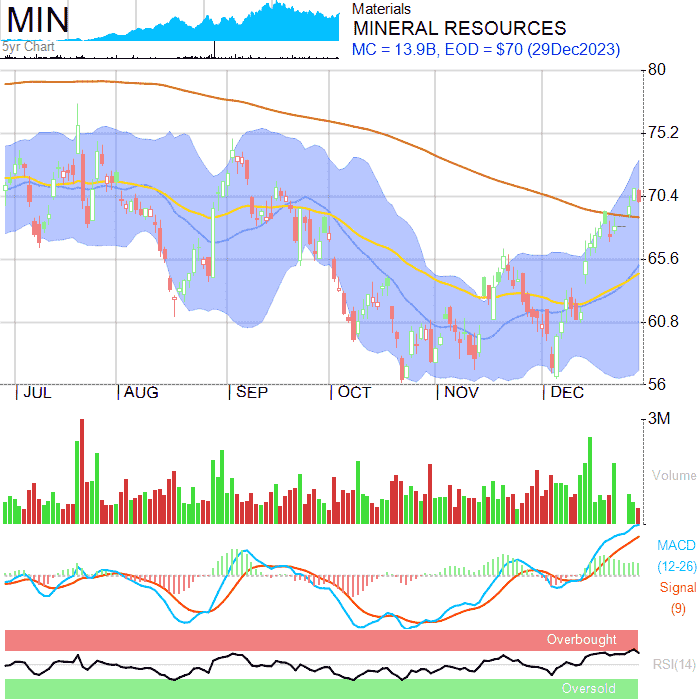 MIN
5yr Chart
Materials
MINERAL RESOURCES
MC = 13.9B, EOD = $70 (29Dec2023)
80
75.2
70.4
65.6
60.8
56
JUL AUG SEP OCT NOV DEC
3M
Volume
MACD
(12-26)
Signal
(9)
Overbought
RSI(14)
Oversold